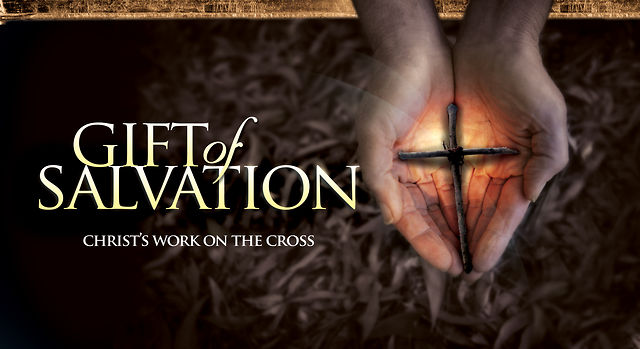 GIFT of
SALVATION
CHRIST'S WORK ON THE CROSS